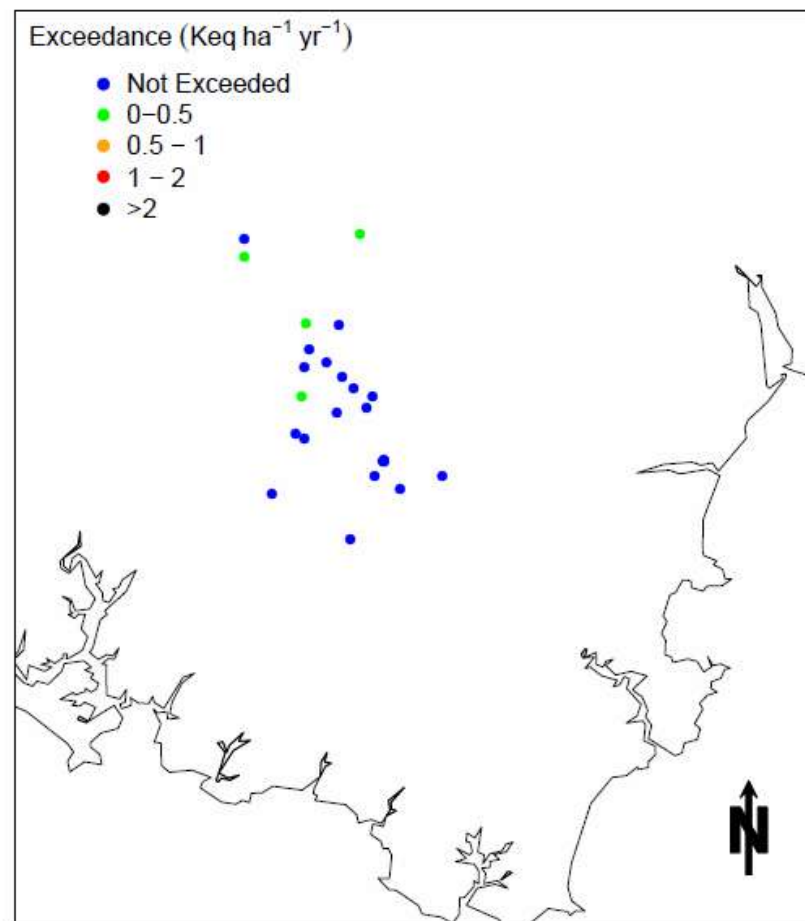 Exceedance (Keq ha⁻¹ yr⁻¹)
Not Exceeded
0−0.5
0.5 − 1
1 − 2
>2
N